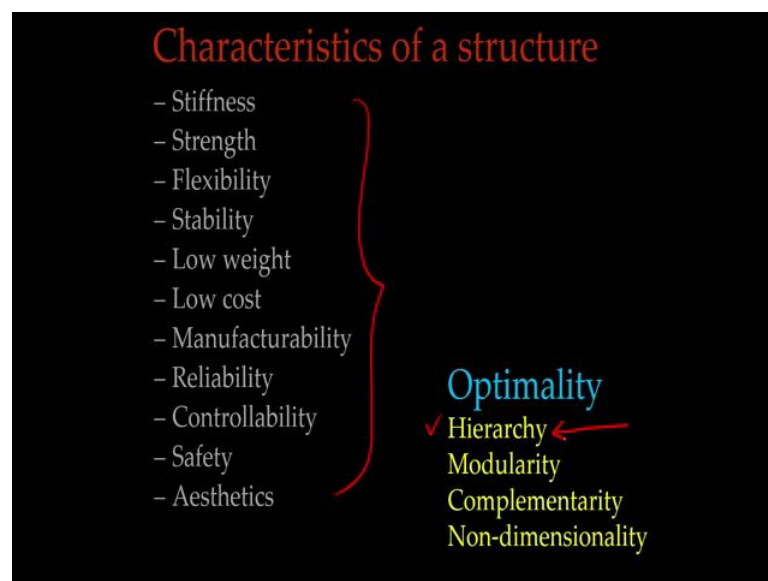 Characteristics of a structure
– Stiffness
– Strength
– Flexibility
– Stability
– Low weight
– Low cost
– Manufacturability
– Reliability
– Controllability
– Safety
– Aesthetics
Optimality
Hierarchy
Modularity
Complementarity
Non-dimensionality